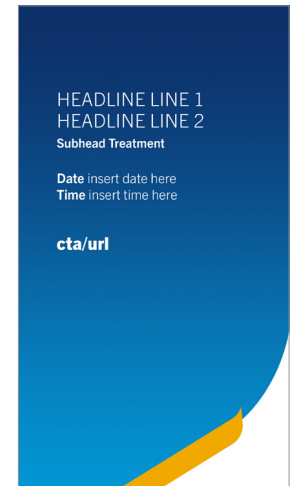 HEADLINE LINE 1
HEADLINE LINE 2
Subhead Treatment
Date insert date here
Time insert time here
cta/url